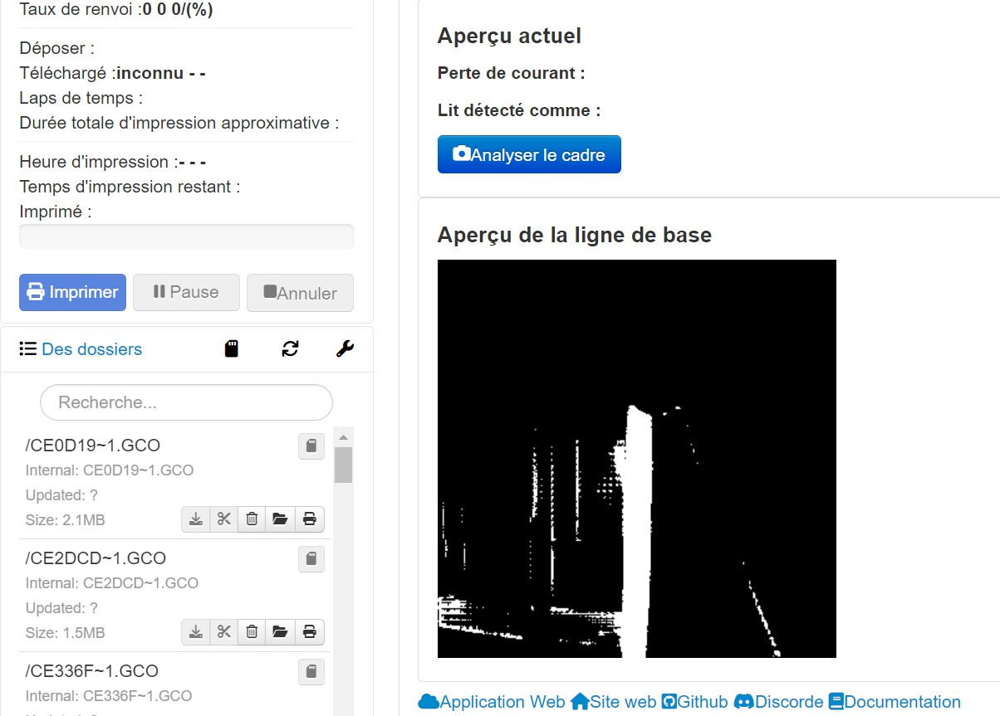 Taux de renvoi :0 0 0/(%)
Déposer :
Téléchargé :inconnu - -
Laps de temps :
Durée totale d'impression approximative :
Heure d'impression :- - -
Temps d'impression restant :
Imprimé :
Imprimer Pause Annuler
Des dossiers
Recherche...
/CE0D19~1.GCO
Internal: CE0D19~1.GCO
Updated: ?
Size: 2.1MB
/CE2DCD~1.GCO
Internal: CE2DCD~1.GCO
Updated: ?
Size: 1.5MB
/CE336F~1.GCO
Internal: CE336F~1.GCO
Aperçu actuel
Perte de courant :
Lit détecté comme :
Analyser le cadre
Aperçu de la ligne de base
Application Web Site web Github Discorde Documentation